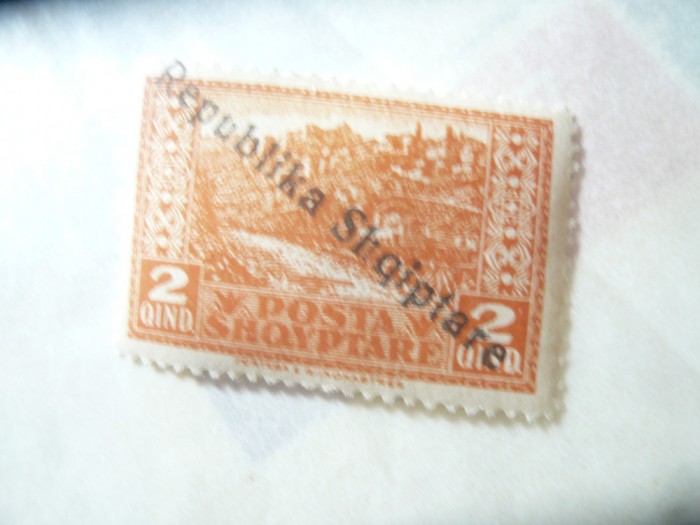 Republika Shqiptare
2
QIND.
POSTA
SHQYPTARE
2
QIND.